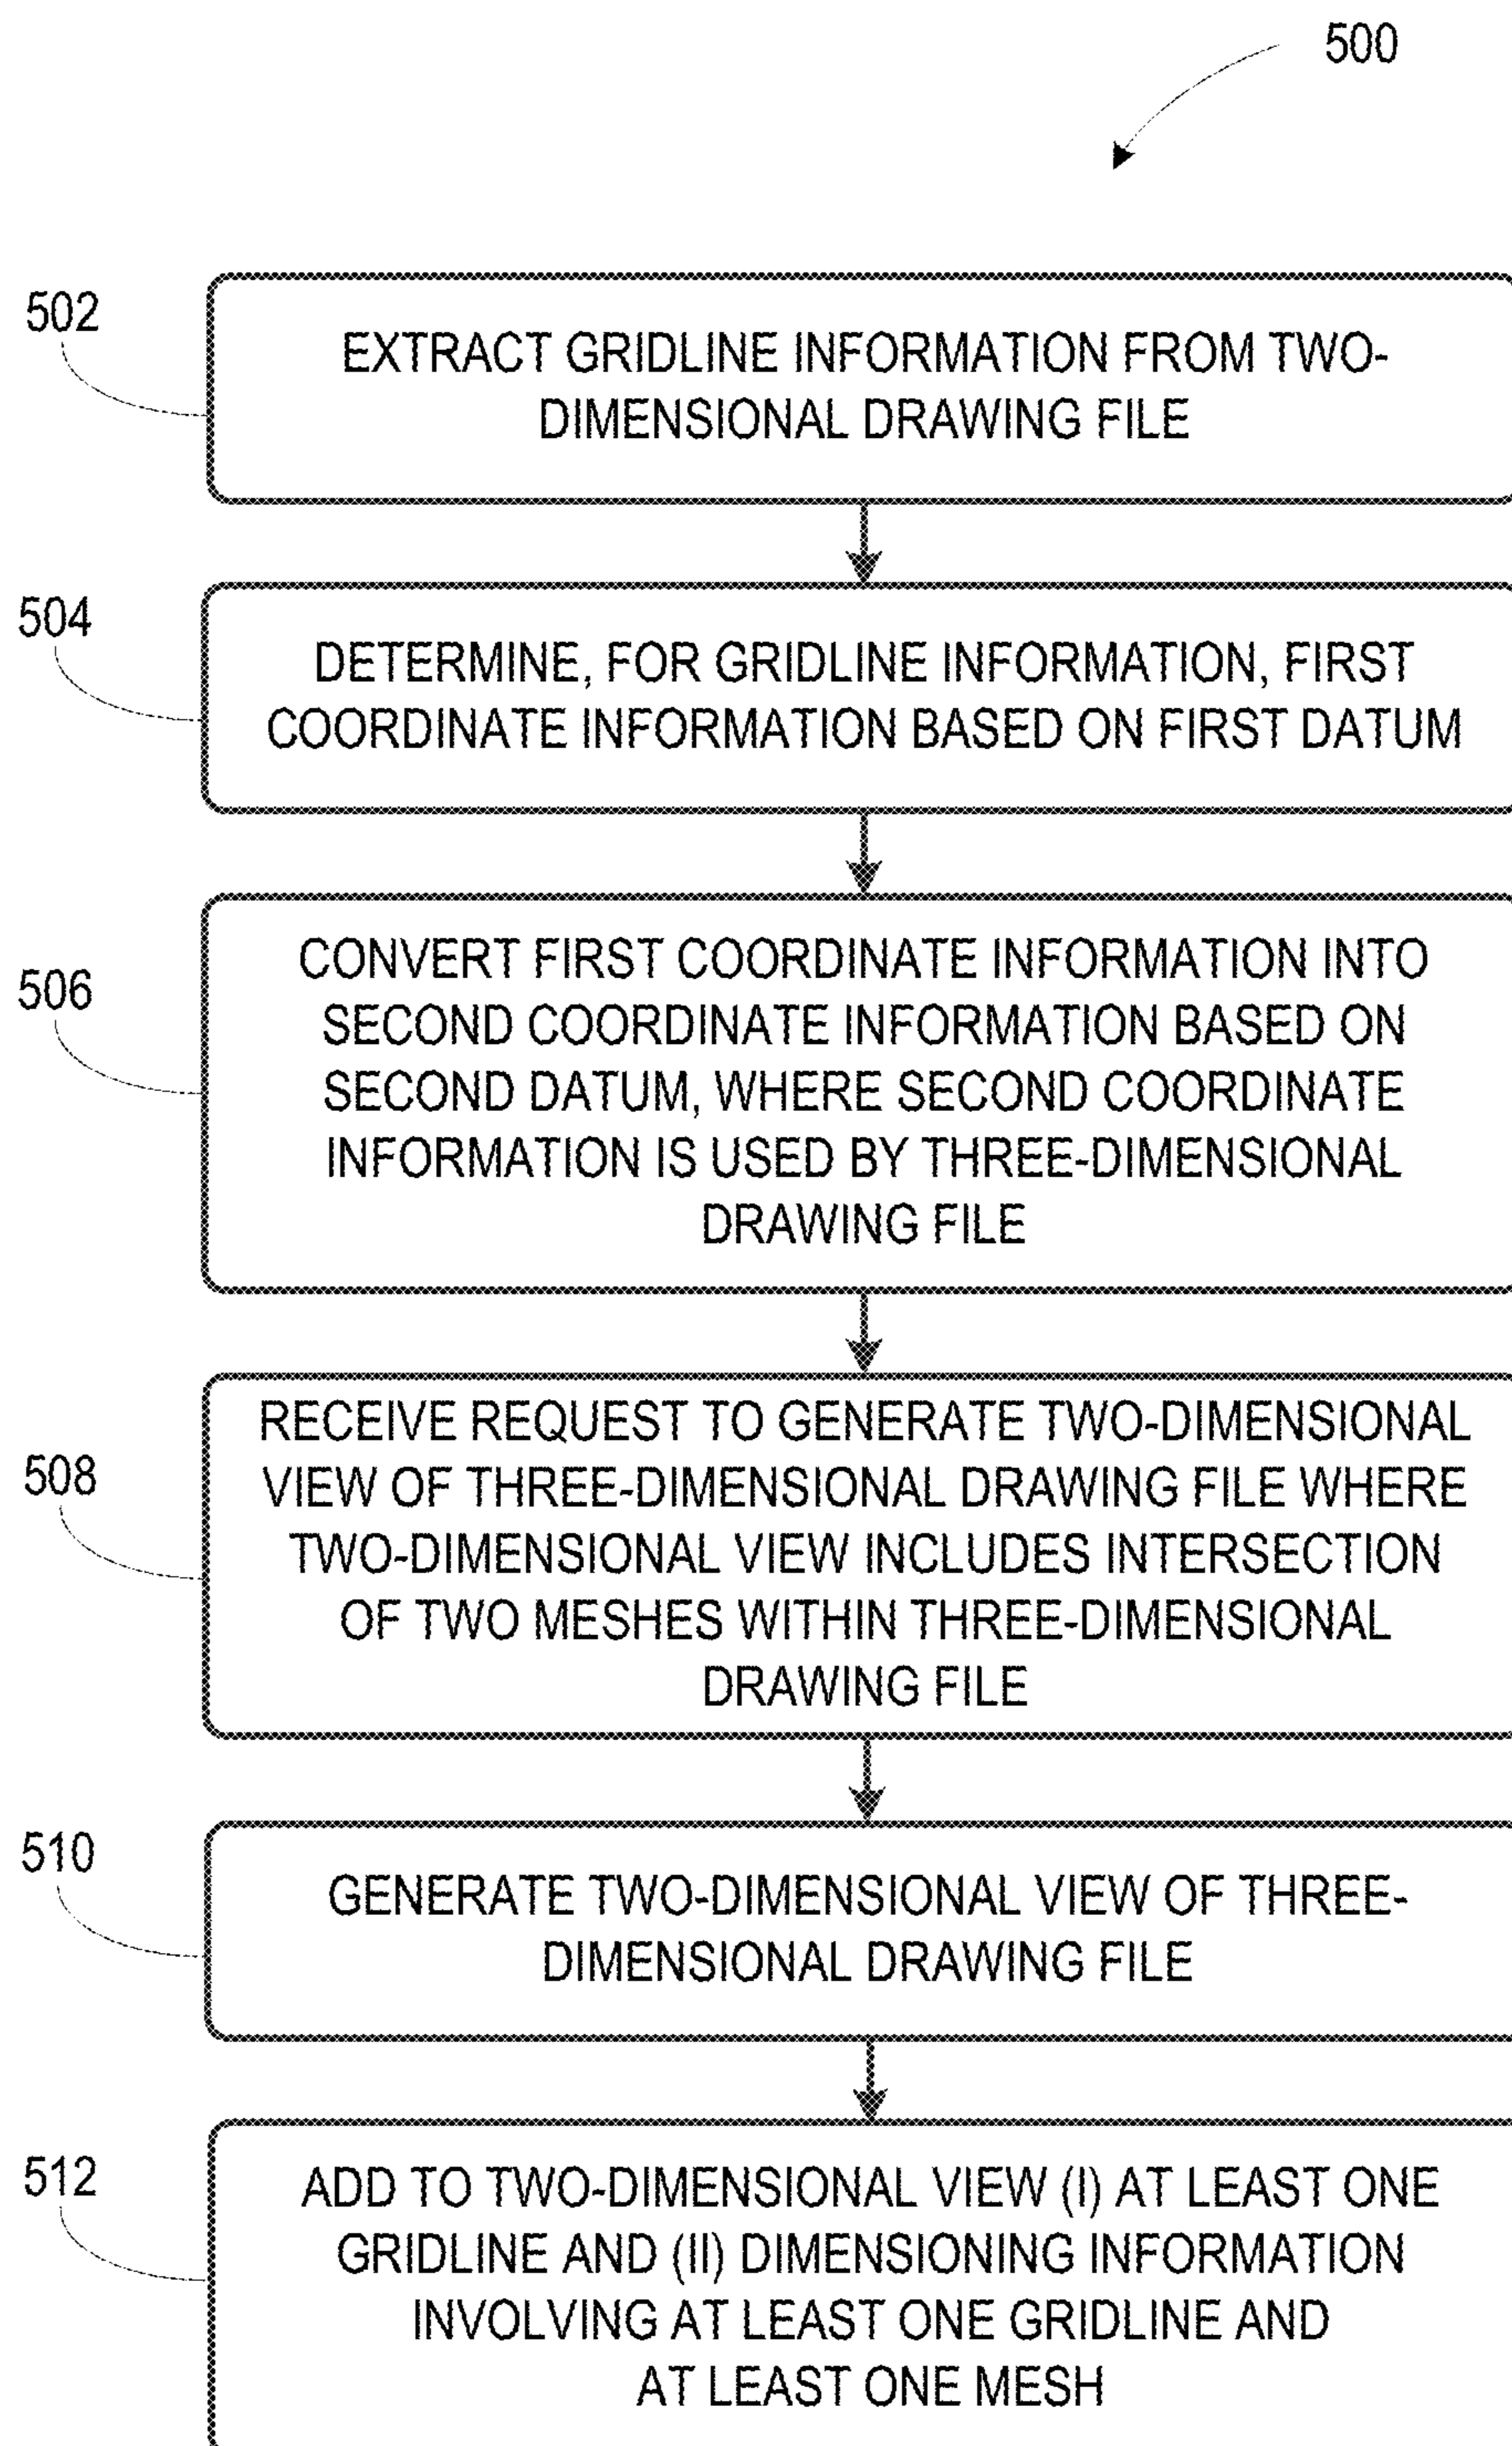 500
502
EXTRACT GRIDLINE INFORMATION FROM TWO-
DIMENSIONAL DRAWING FILE
504
DETERMINE, FOR GRIDLINE INFORMATION, FIRST
COORDINATE INFORMATION BASED ON FIRST DATUM
506
CONVERT FIRST COORDINATE INFORMATION INTO
SECOND COORDINATE INFORMATION BASED ON
SECOND DATUM, WHERE SECOND COORDINATE
INFORMATION IS USED BY THREE-DIMENSIONAL
DRAWING FILE
508
RECEIVE REQUEST TO GENERATE TWO-DIMENSIONAL
VIEW OF THREE-DIMENSIONAL DRAWING FILE WHERE
TWO-DIMENSIONAL VIEW INCLUDES INTERSECTION
OF TWO MESHES WITHIN THREE-DIMENSIONAL
DRAWING FILE
510
GENERATE TWO-DIMENSIONAL VIEW OF THREE-
DIMENSIONAL DRAWING FILE
512
ADD TO TWO-DIMENSIONAL VIEW (I) AT LEAST ONE
GRIDLINE AND (II) DIMENSIONING INFORMATION
INVOLVING AT LEAST ONE GRIDLINE AND
AT LEAST ONE MESH